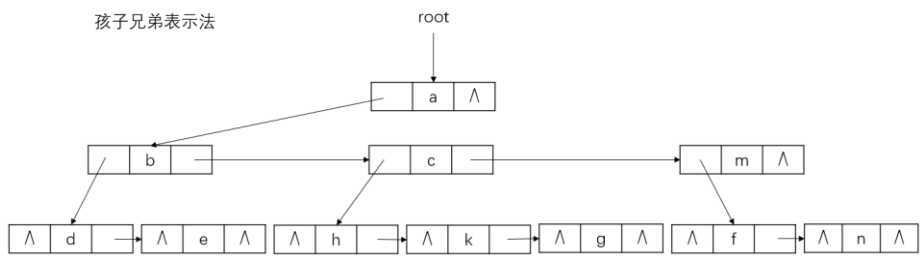 孩子兄弟表示法
root
a ∧
b c m ∧
∧ d ∧ e ∧ ∧ h ∧ k ∧ g ∧ ∧ f ∧ n ∧